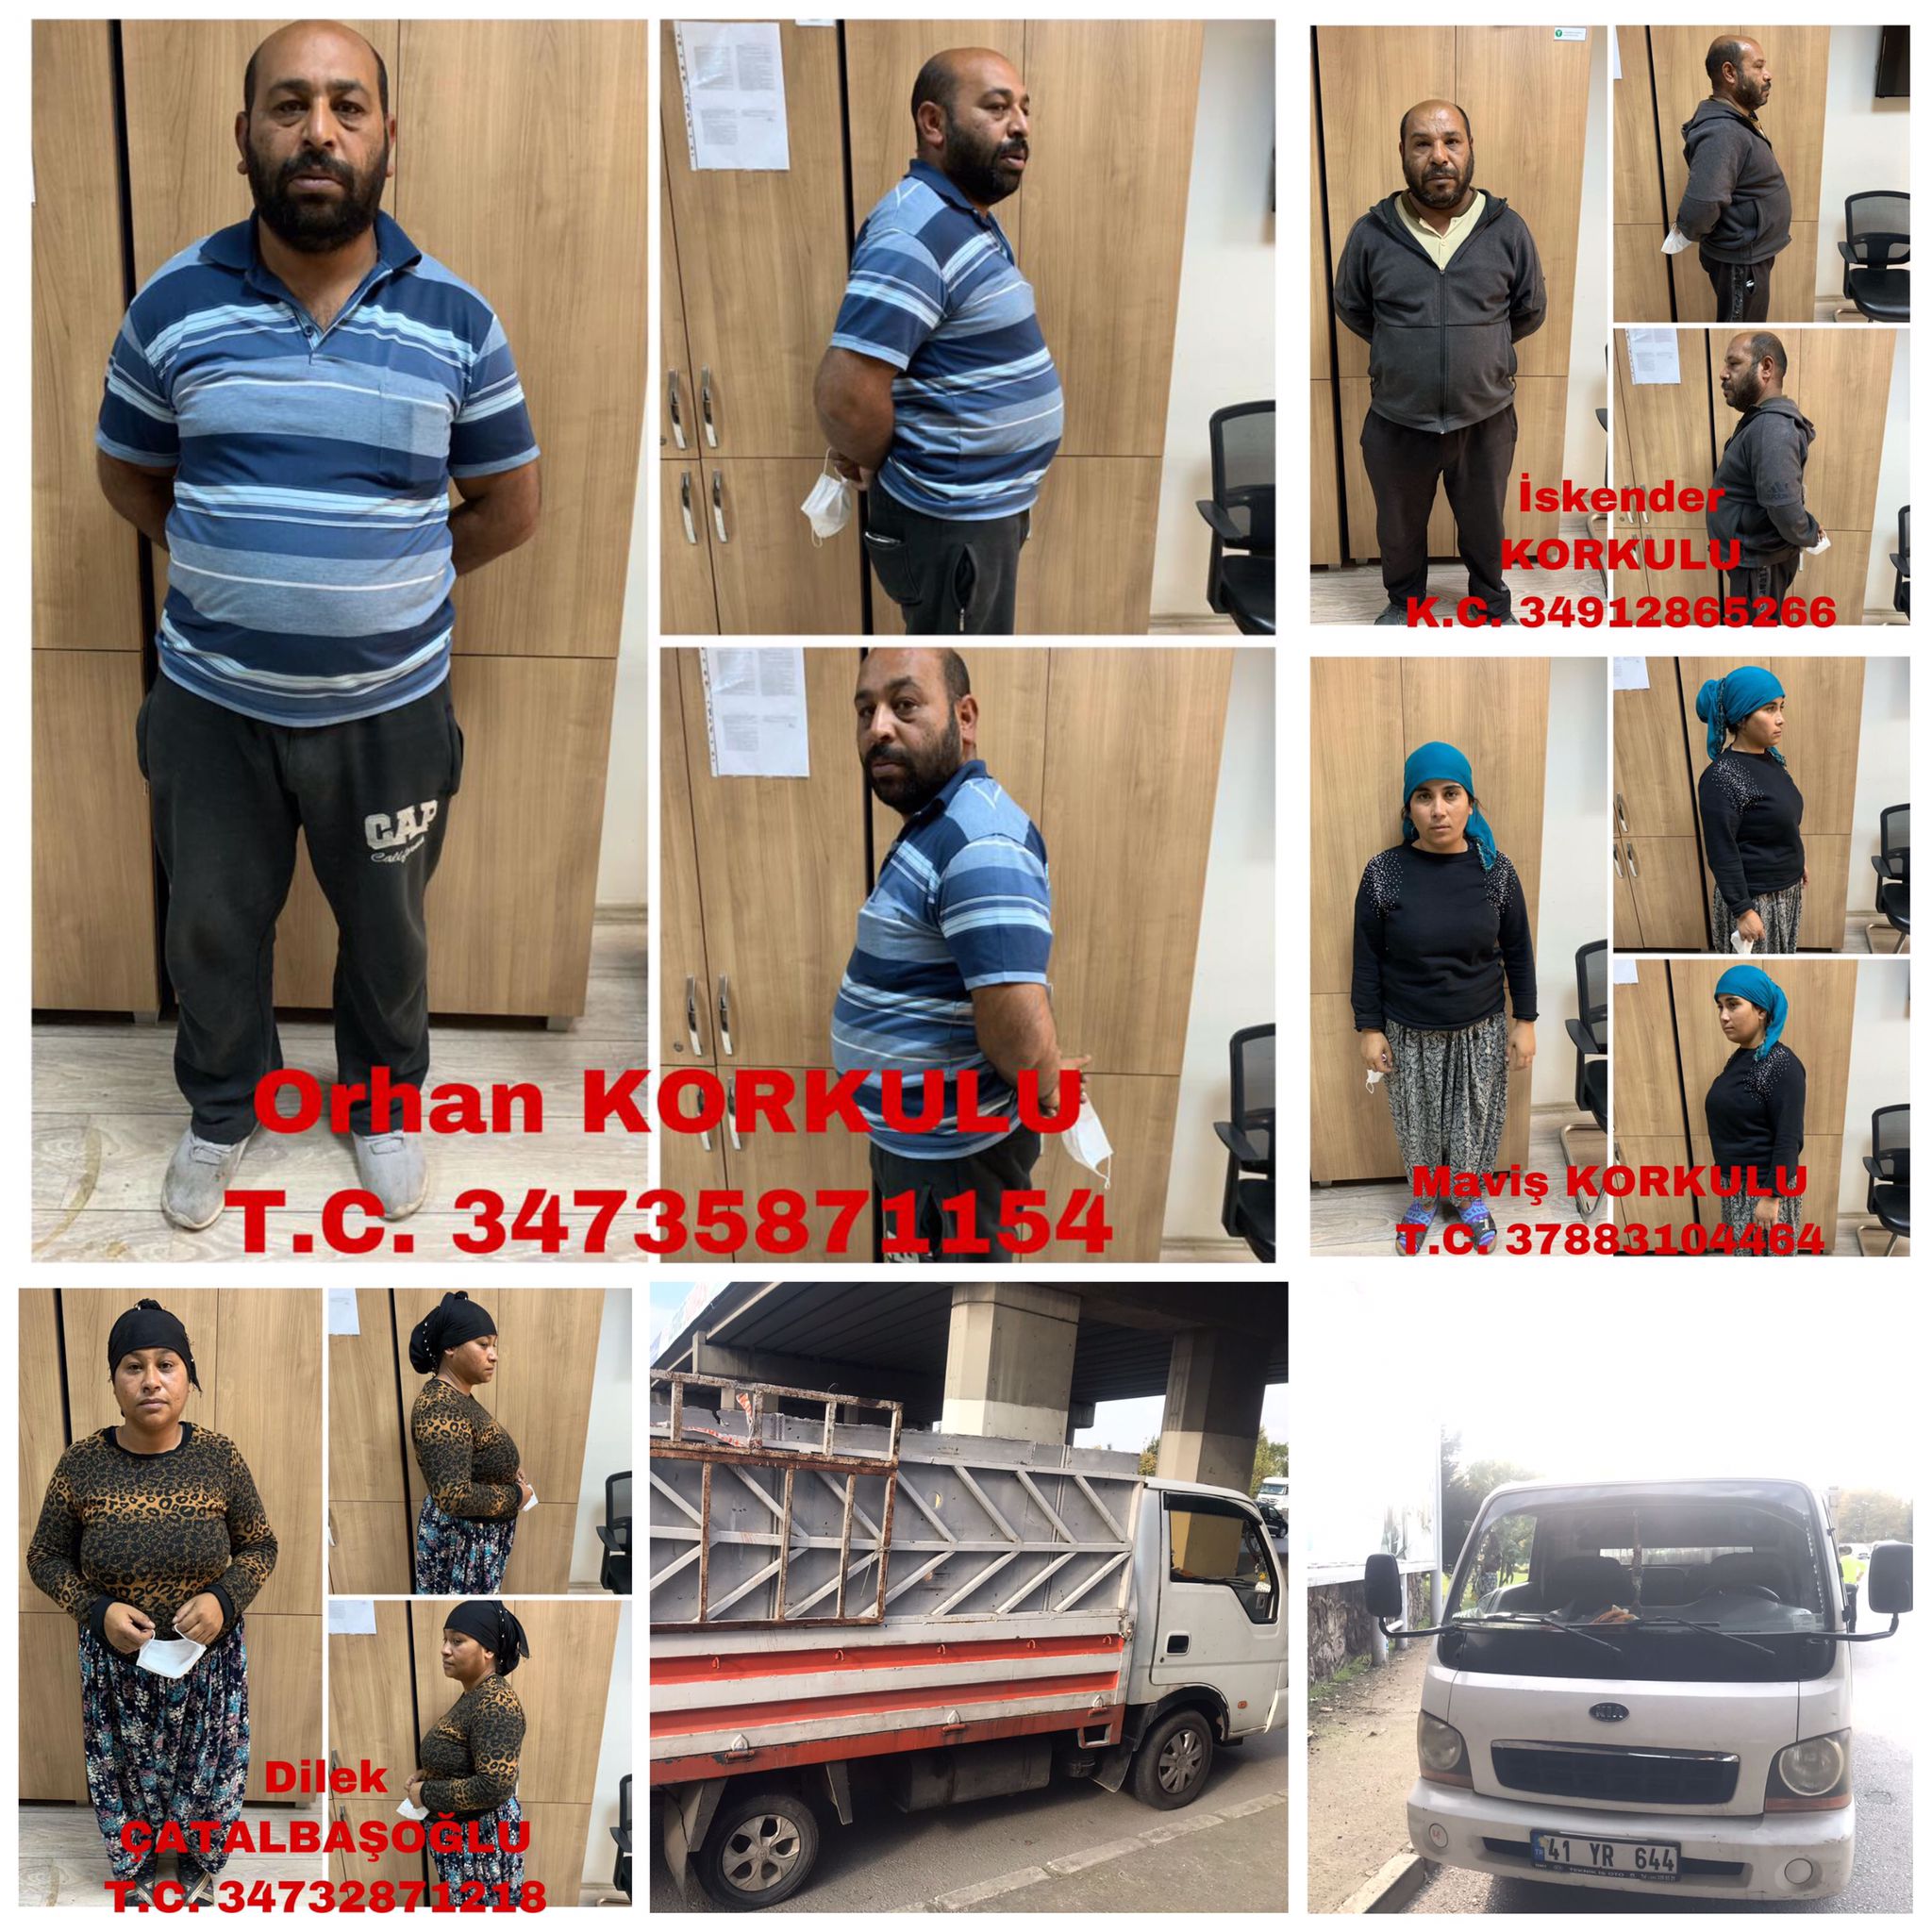 Orhan KORKULU
T.C. 34735871154
CAP
İskender
KORKULU
K.C. 34912865266
Maviş KORKULU
T.C. 37883104464
Dilek
ÇATALBAŞOĞLU
T.C. 34732871218
KIA
41 YR 644